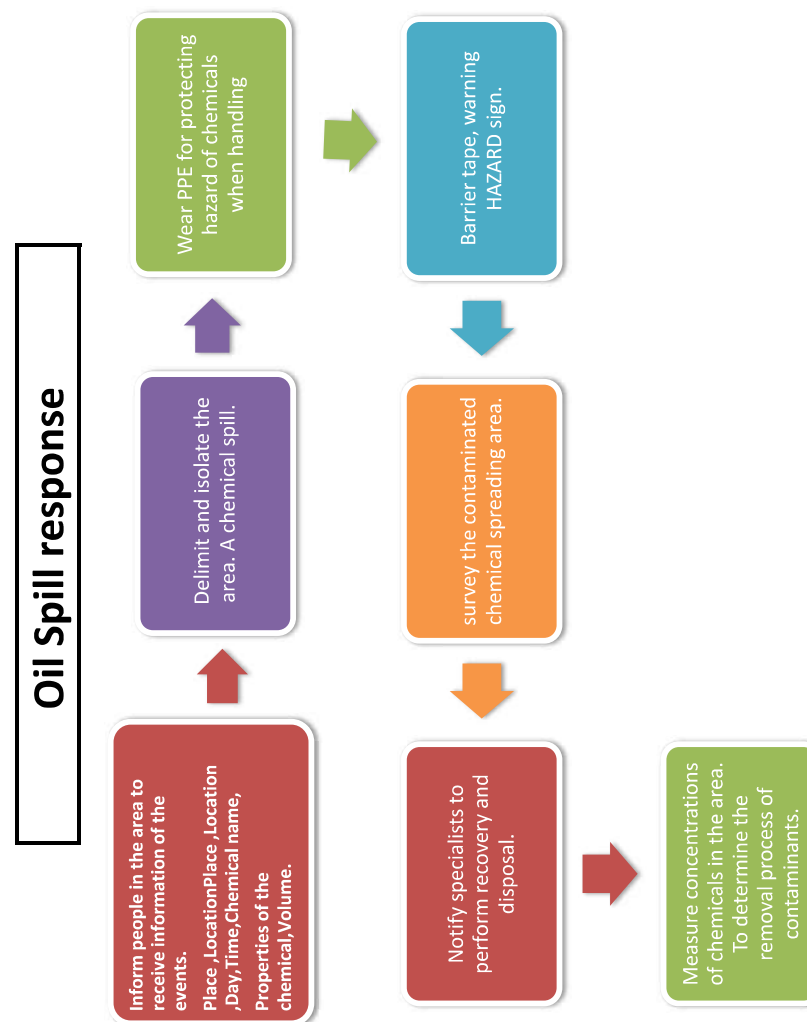 Oil Spill response
Inform people in the area to
receive information of the
events.
Place ,LocationPlace ,Location
,Day,Time,Chemical name,
Properties of the
chemical,Volume.
Delimit and isolate the
area. A chemical spill.
Wear PPE for protecting
hazard of chemicals
when handling
Barrier tape, warning
HAZARD sign.
survey the contaminated
chemical spreading area.
Notify specialists to
perform recovery and
disposal.
Measure concentrations
of chemicals in the area.
To determine the
removal process of
contaminants.